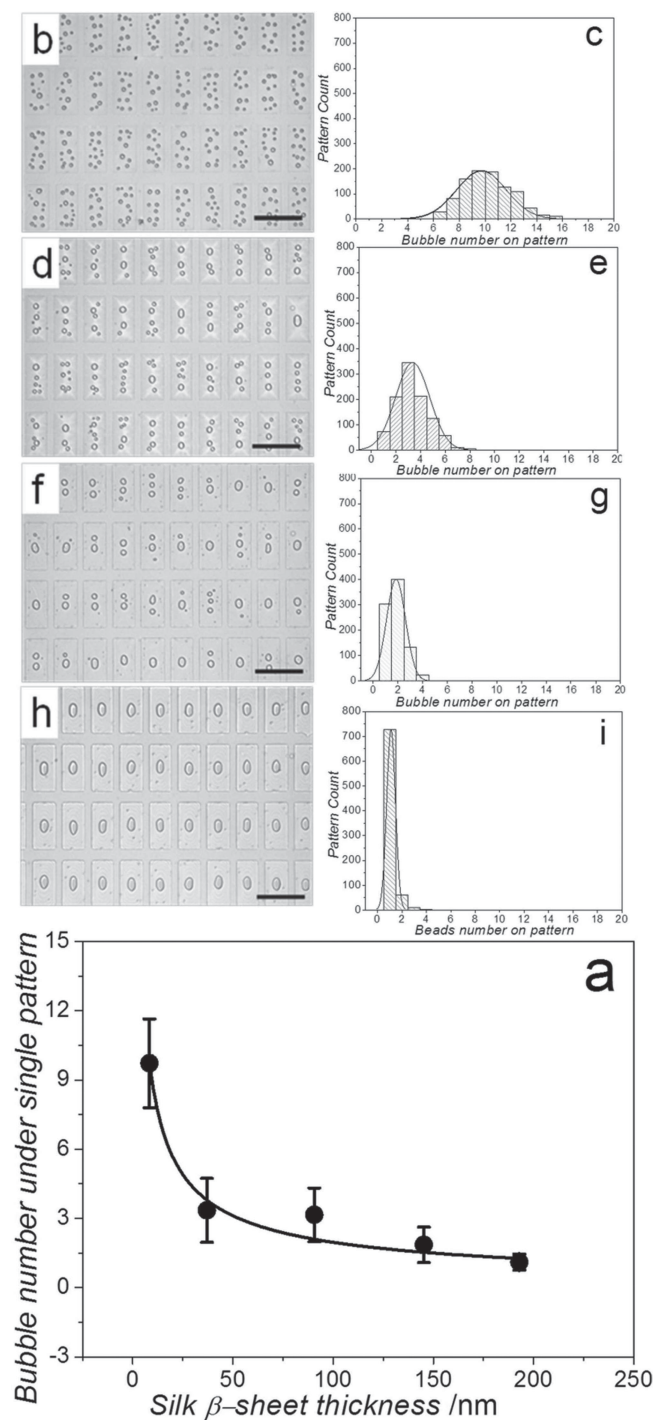 b
c
Pattern Count
800
700
600
500
400
300
200
100
0
0 2 4 6 8 10 12 14 16 18 20
Bubble number on pattern
d
e
Pattern Count
800
700
600
500
400
300
200
100
0
0 2 4 6 8 10 12 14 16 18 20
Bubble number on pattern
f
g
Pattern Count
800
700
600
500
400
300
200
100
0
0 2 4 6 8 10 12 14 16 18 20
Bubble number on pattern
h
i
Pattern Count
800
700
600
500
400
300
200
100
0
0 2 4 6 8 10 12 14 16 18 20
Beads number on pattern
a
Bubble number under single pattern
15
12
9
6
3
0
-3
0 50 100 150 200 250
Silk β–sheet thickness /nm